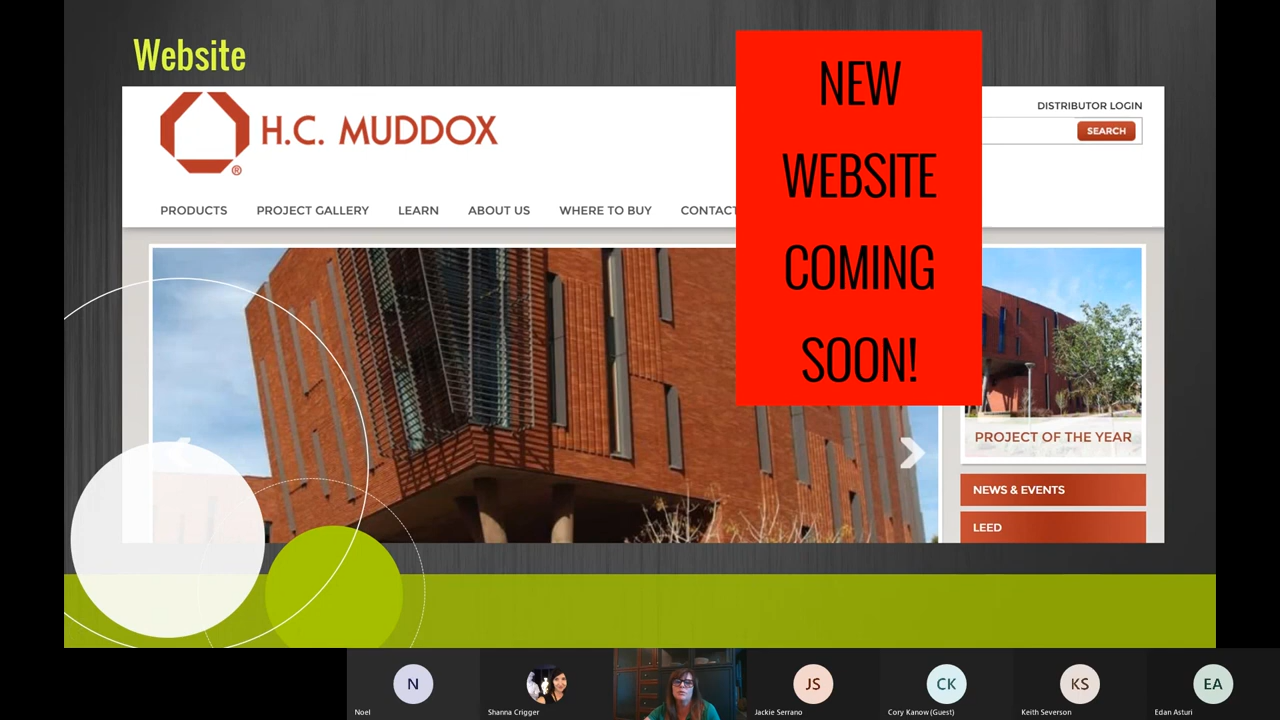 Website
NEW
WEBSITE
COMING
SOON!
H.C. MUDDOX
®
DISTRIBUTOR LOGIN
SEARCH
PRODUCTS PROJECT GALLERY LEARN ABOUT US WHERE TO BUY CONTACT
PROJECT OF THE YEAR
NEWS & EVENTS
LEED
N
JS
CK
KS
EA
Noel
Shanna Crigger
Jackie Serrano
Cory Kanow (Guest)
Keith Severson
Edan Asturi